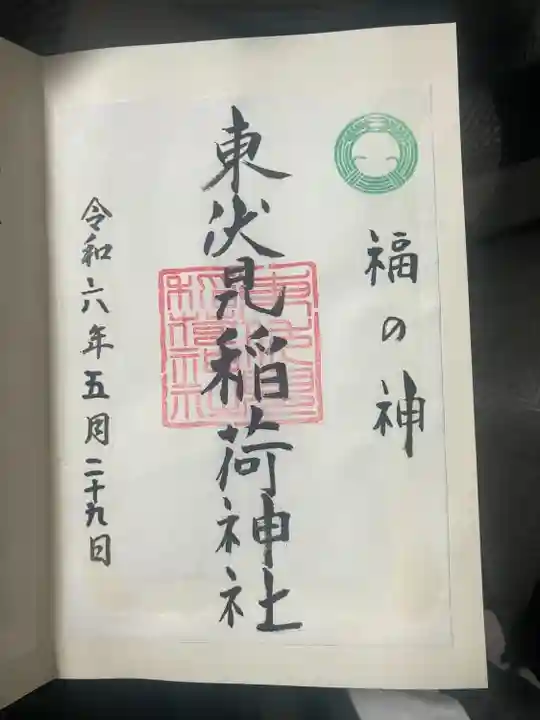 福の神
東伏見稲荷神社
令和六年五月二十九日